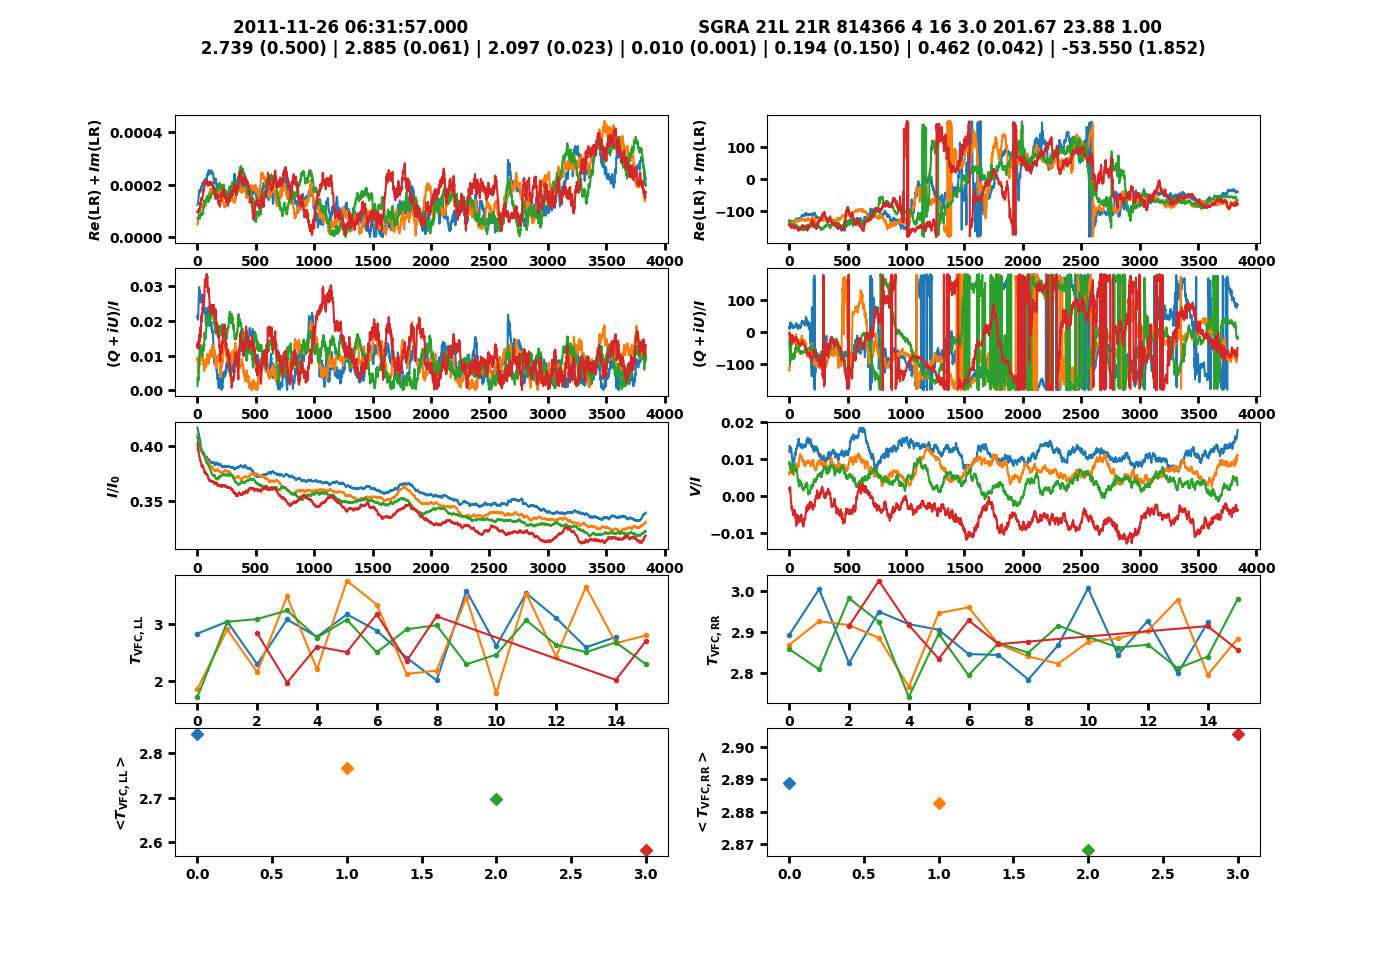 2011-11-26 06:31:57.000 SGRA 21L 21R 814366 4 16 3.0 201.67 23.88 1.00
2.739 (0.500) | 2.885 (0.061) | 2.097 (0.023) | 0.010 (0.001) | 0.194 (0.150) | 0.462 (0.042) | -53.550 (1.852)
Re(LR) + Im(LR)
0.0004
0.0002
0.0000
0 500 1000 1500 2000 2500 3000 3500 4000
Re(LR) + Im(LR)
100
0
−100
0 500 1000 1500 2000 2500 3000 3500 4000
(Q + iU)/I
0.03
0.02
0.01
0.00
0 500 1000 1500 2000 2500 3000 3500 4000
(Q + iU)/I
100
0
−100
0 500 1000 1500 2000 2500 3000 3500 4000
I/I0
0.40
0.35
0 500 1000 1500 2000 2500 3000 3500 4000
V/I
0.02
0.01
0.00
−0.01
0 500 1000 1500 2000 2500 3000 3500 4000
TVFC, LL
3
2
0 2 4 6 8 10 12 14
TVFC, RR
3.0
2.9
2.8
0 2 4 6 8 10 12 14
<TVFC, LL >
2.8
2.7
2.6
0.0 0.5 1.0 1.5 2.0 2.5 3.0
< TVFC, RR >
2.90
2.89
2.88
2.87
0.0 0.5 1.0 1.5 2.0 2.5 3.0